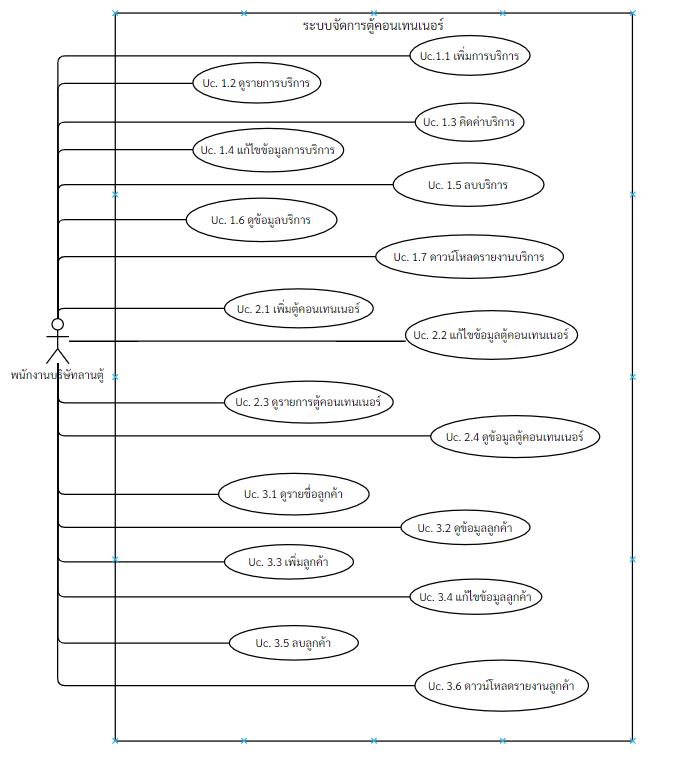 ระบบจัดการตู้คอนเทนเนอร์
Uc.1.1 เพิ่มการบริการ
Uc. 1.2 ดูรายการบริการ
Uc. 1.3 คิดค่าบริการ
Uc. 1.4 แก้ไขข้อมูลการบริการ
Uc. 1.5 ลบบริการ
Uc. 1.6 ดูข้อมูลบริการ
Uc. 1.7 ดาวน์โหลดรายงานบริการ
Uc. 2.1 เพิ่มตู้คอนเทนเนอร์
Uc. 2.2 แก้ไขข้อมูลตู้คอนเทนเนอร์
พนักงานบริษัทลานตู้
Uc. 2.3 ดูรายการตู้คอนเทนเนอร์
Uc. 2.4 ดูข้อมูลตู้คอนเทนเนอร์
Uc. 3.1 ดูรายชื่อลูกค้า
Uc. 3.2 ดูข้อมูลลูกค้า
Uc. 3.3 เพิ่มลูกค้า
Uc. 3.4 แก้ไขข้อมูลลูกค้า
Uc. 3.5 ลบลูกค้า
Uc. 3.6 ดาวน์โหลดรายงานลูกค้า